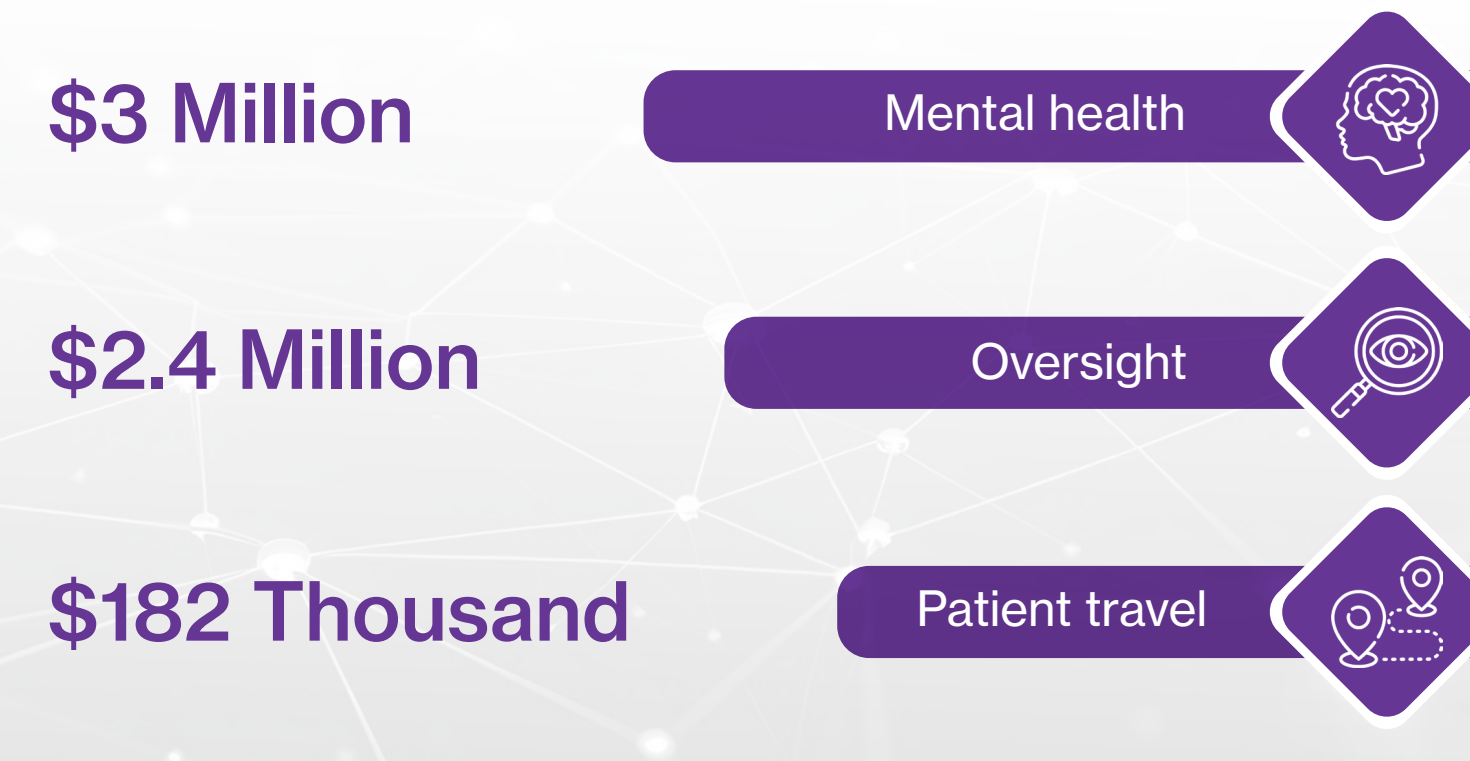 $3 Million
Mental health
$2.4 Million
Oversight
$182 Thousand
Patient travel